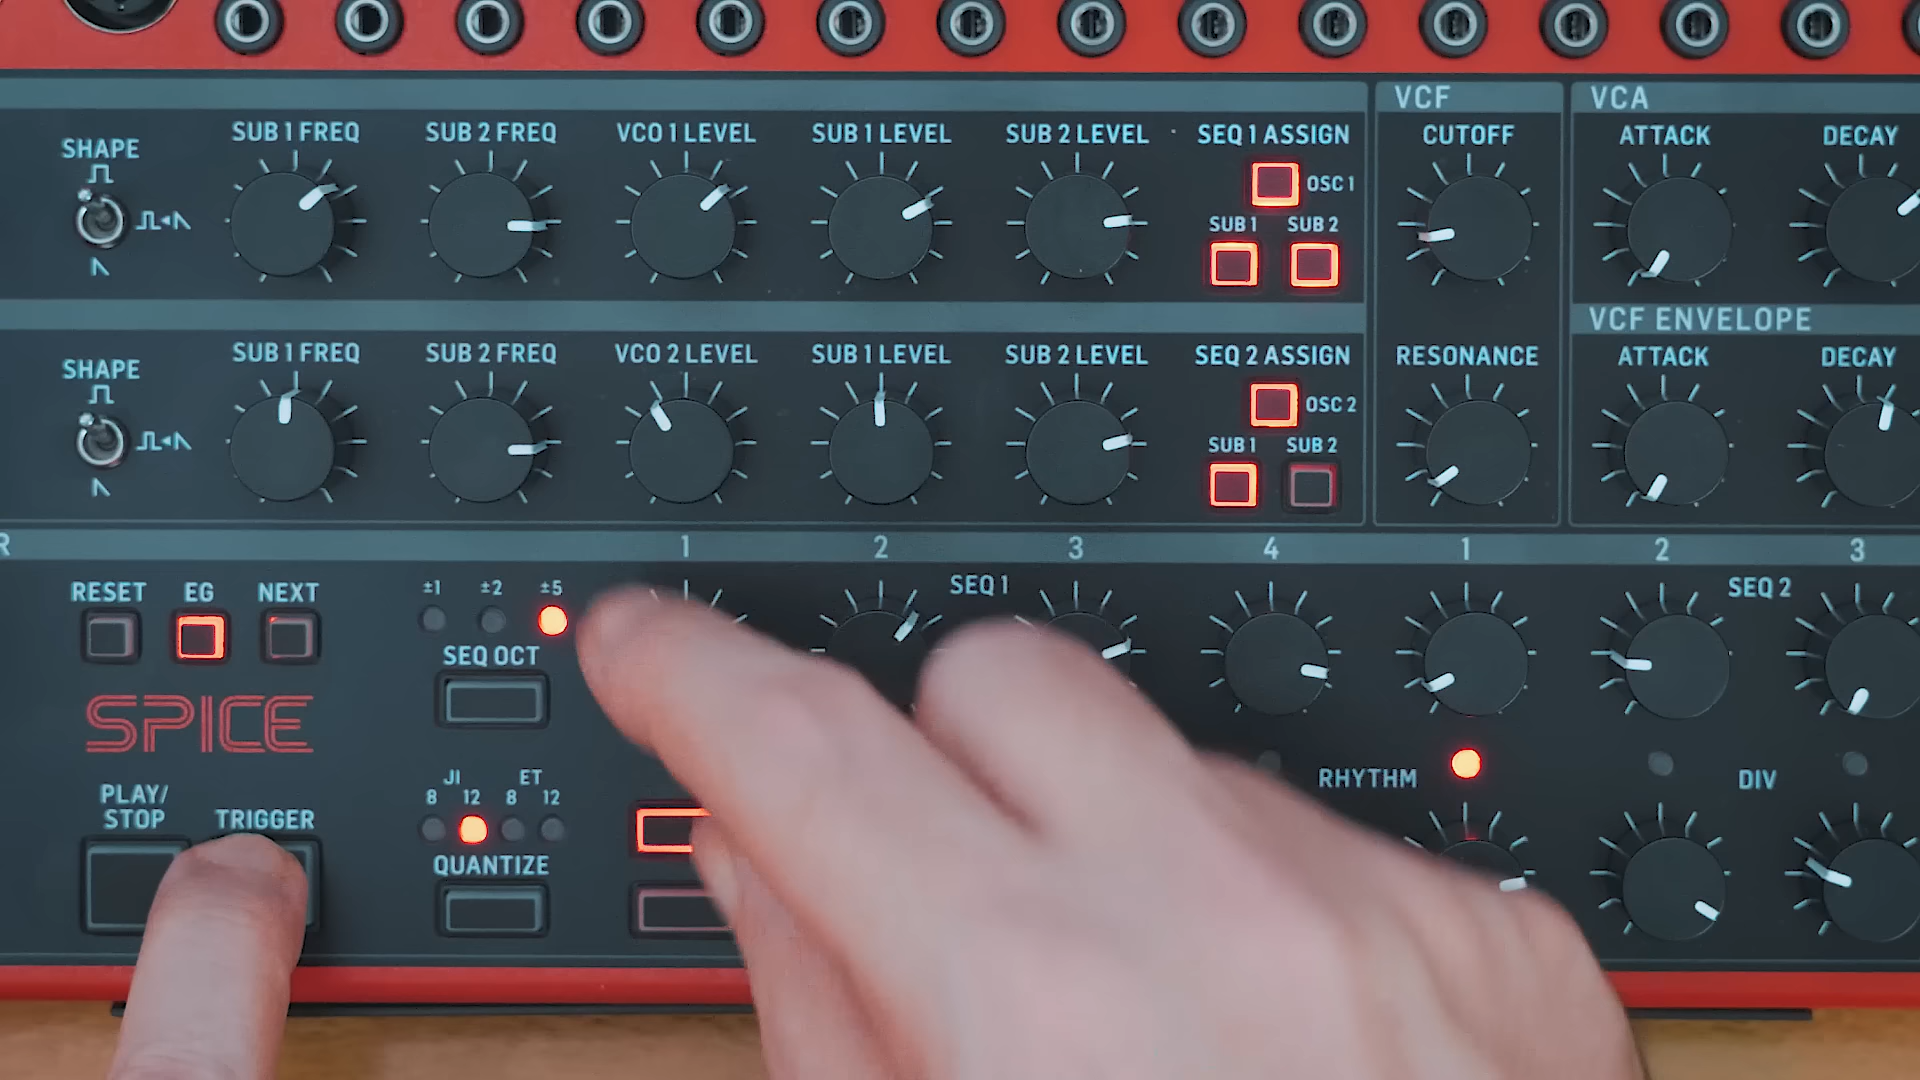 VCF VCA
SHAPE SUB 1 FREQ SUB 2 FREQ VCO 1 LEVEL SUB 1 LEVEL SUB 2 LEVEL SEQ 1 ASSIGN CUTOFF ATTACK DECAY
OSC 1
SUB 1 SUB 2
VCF ENVELOPE
SHAPE SUB 1 FREQ SUB 2 FREQ VCO 2 LEVEL SUB 1 LEVEL SUB 2 LEVEL SEQ 2 ASSIGN RESONANCE ATTACK DECAY
OSC 2
SUB 1 SUB 2
R 1 2 3 4 1 2 3
RESET EG NEXT ±1 ±2 ±5 SEQ 1 SEQ 2
SEQ OCT
SPICE
JI ET RHYTHM DIV
PLAY/
STOP TRIGGER 8 12 8 12
QUANTIZE